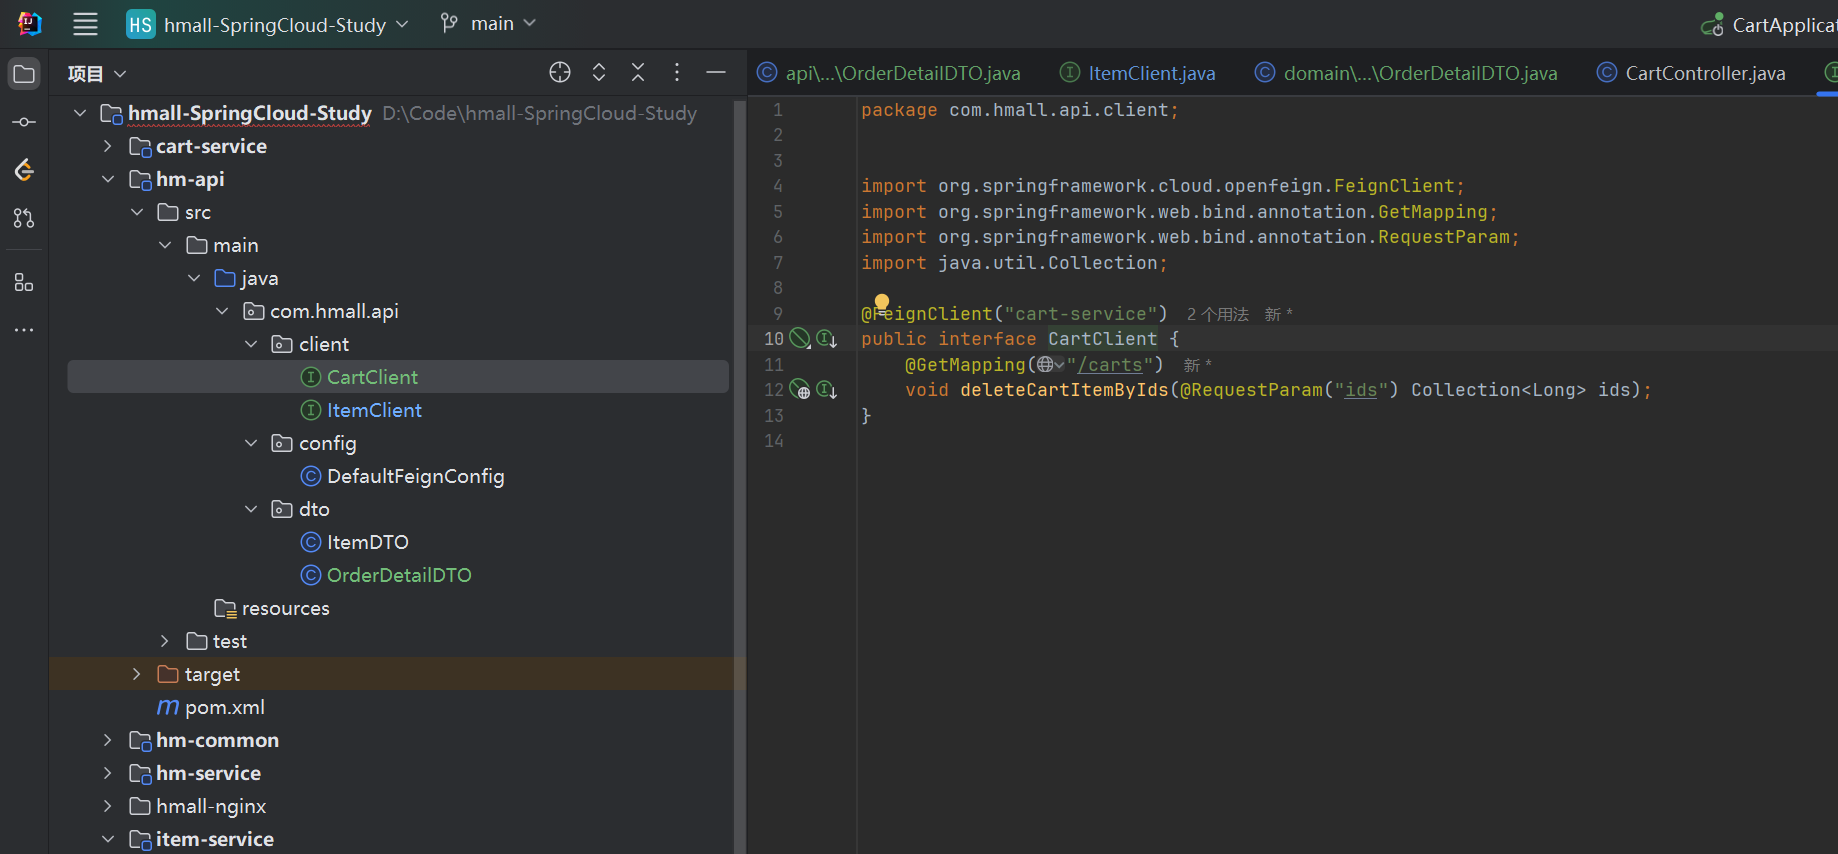 HS hmall-SpringCloud-Study main CartApplicat
项目
hmall-SpringCloud-Study D:\Code\hmall-SpringCloud-Study
cart-service
hm-api
src
main
java
com.hmall.api
client
CartClient
ItemClient
config
DefaultFeignConfig
dto
ItemDTO
OrderDetailDTO
resources
test
target
pom.xml
hm-common
hm-service
hmall-nginx
item-service
api\...\OrderDetailDTO.java ItemClient.java domain\...\OrderDetailDTO.java CartController.java
1 package com.hmall.api.client;
2
3
4 import org.springframework.cloud.openfeign.FeignClient;
5 import org.springframework.web.bind.annotation.GetMapping;
6 import org.springframework.web.bind.annotation.RequestParam;
7 import java.util.Collection;
8
9 @FeignClient("cart-service") 2 个用法 新 *
10 public interface CartClient {
11 @GetMapping("/carts") 新 *
12 void deleteCartItemByIds(@RequestParam("ids") Collection<Long> ids);
13 }
14